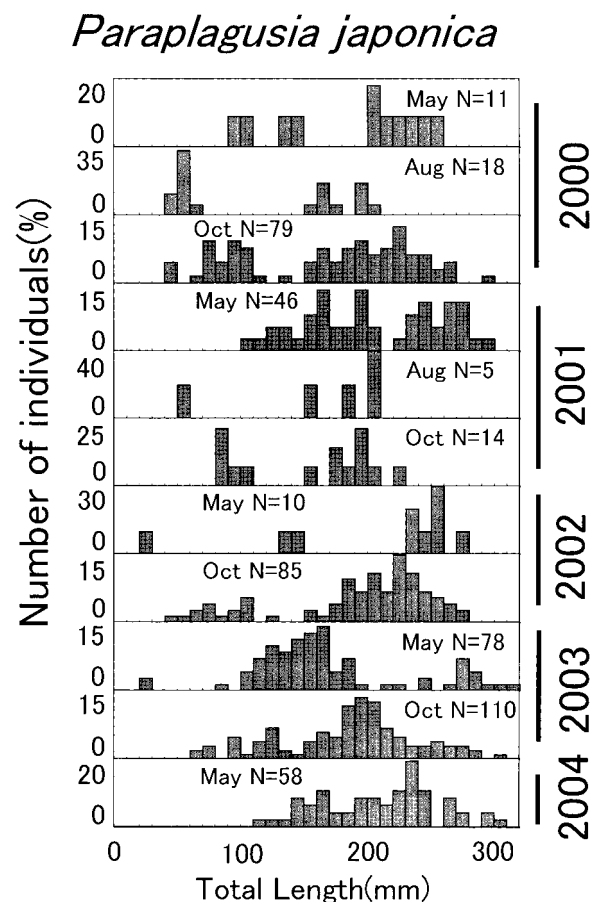 Paraplagusia japonica
Number of individuals(%)
20
0
May N=11
35
0
Aug N=18
15
0
Oct N=79
2000
15
0
May N=46
40
0
Aug N=5
25
0
Oct N=14
2001
30
0
May N=10
15
0
Oct N=85
2002
15
0
May N=78
15
0
Oct N=110
2003
20
0
May N=58
2004
0 100 200 300
Total Length(mm)